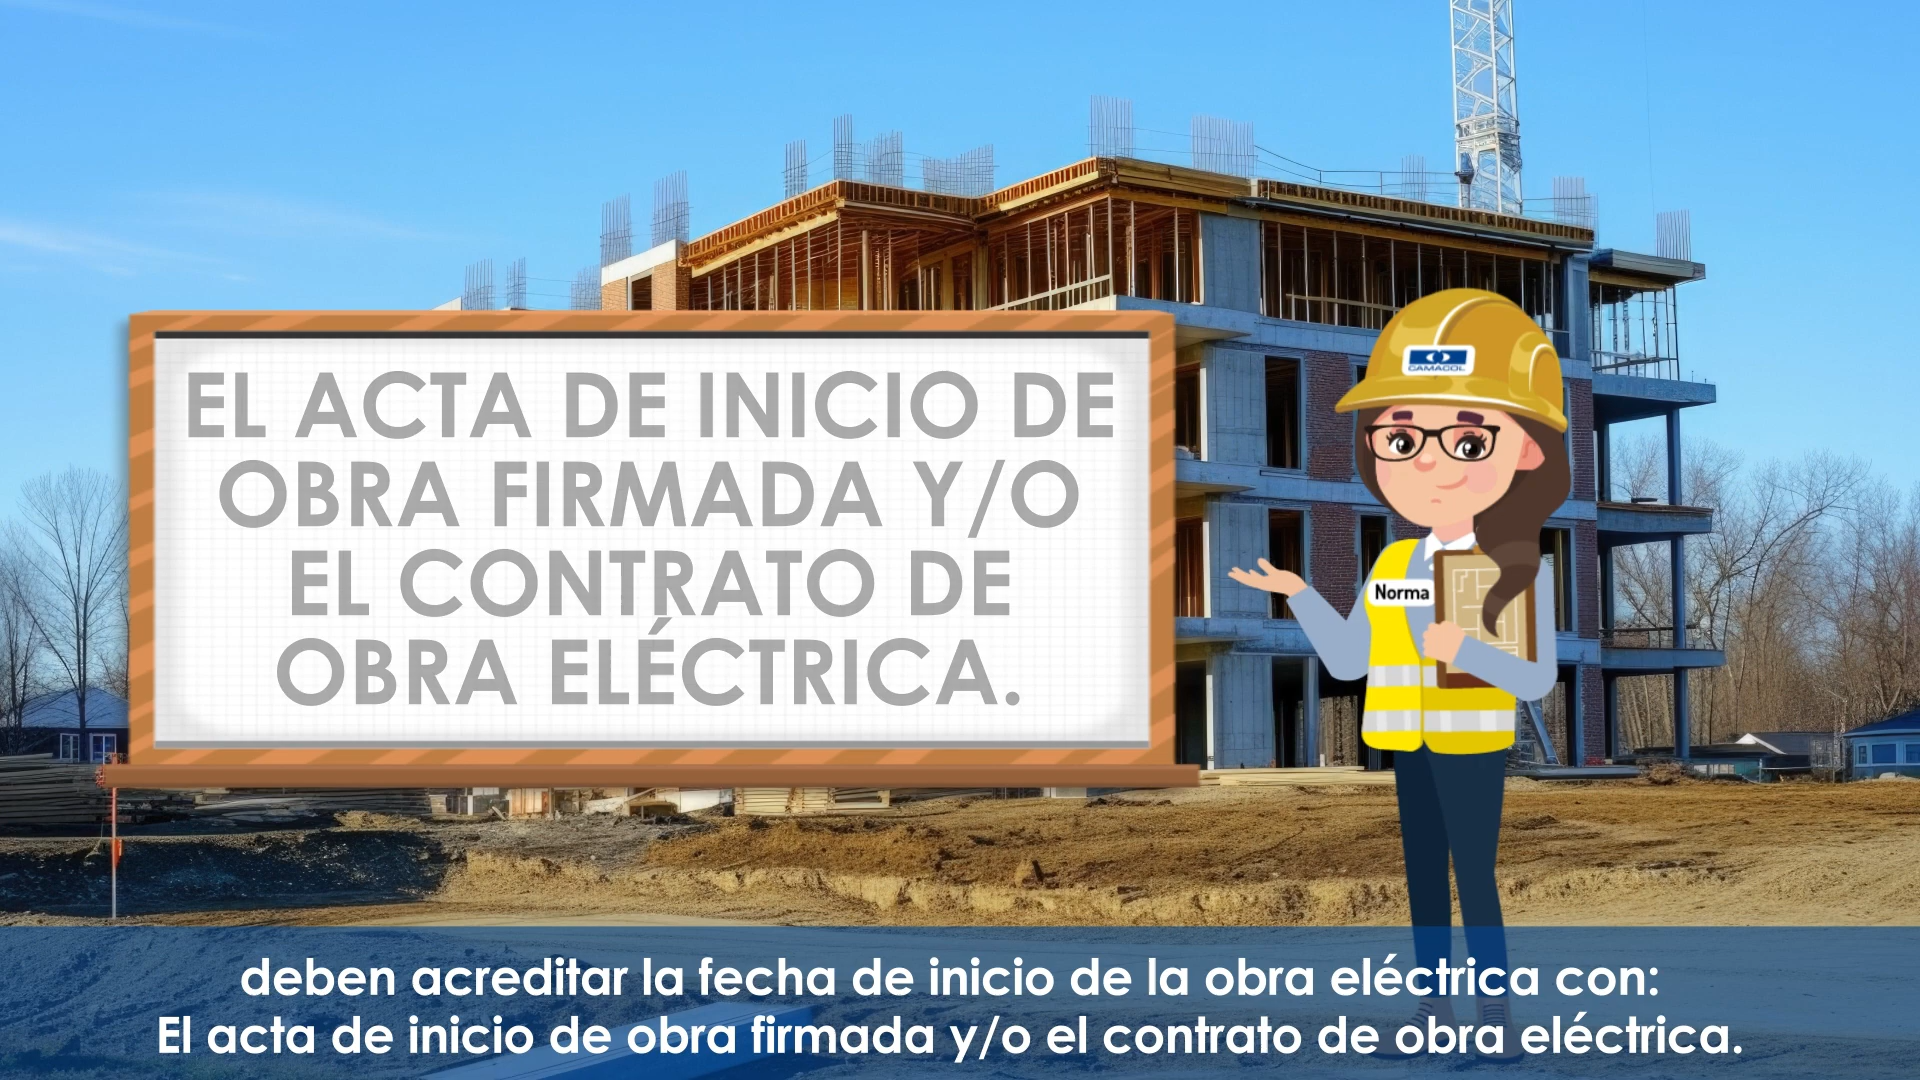 EL ACTA DE INICIO DE
OBRA FIRMADA Y/O
EL CONTRATO DE
OBRA ELÉCTRICA.
CAMACOL
Norma
deben acreditar la fecha de inicio de la obra eléctrica con:
El acta de inicio de obra firmada y/o el contrato de obra eléctrica.